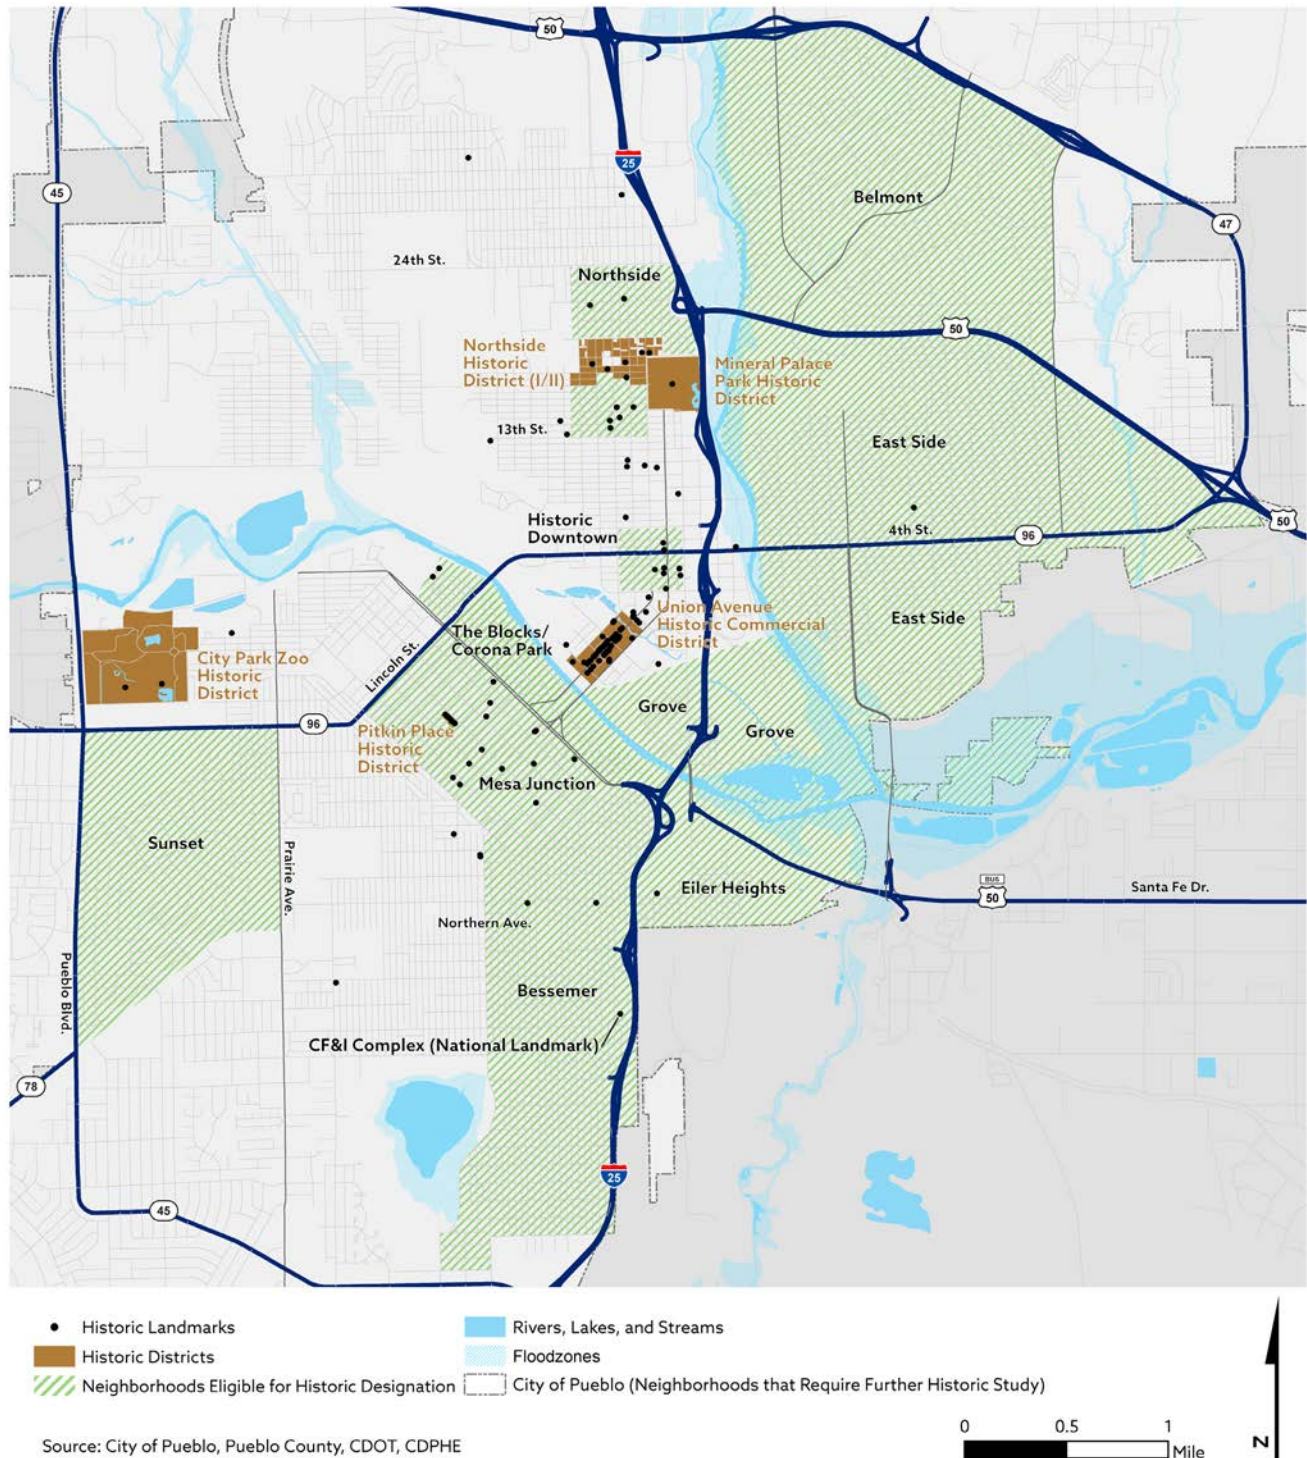 50
25
45
Belmont
47
24th St.
Northside
Northside
Historic
District (I/II)
50
Mineral Palace
Park Historic
District
13th St.
East Side
Historic
Downtown
4th St.
96
50
Union Avenue
Historic Commercial
District
East Side
The Blocks/
Corona Park
Lincoln St.
City Park Zoo
Historic
District
96
Grove
Grove
Pitkin Place
Historic
District
Mesa Junction
Sunset
Prairie Ave.
Eiler Heights
BUS
50
Santa Fe Dr.
Northern Ave.
Pueblo Blvd.
Bessemer
CF&I Complex (National Landmark)
78
25
45
Historic Landmarks
Historic Districts
Neighborhoods Eligible for Historic Designation
Rivers, Lakes, and Streams
Floodzones
City of Pueblo (Neighborhoods that Require Further Historic Study)
Source: City of Pueblo, Pueblo County, CDOT, CDPHE
0 0.5 1
Mile
N